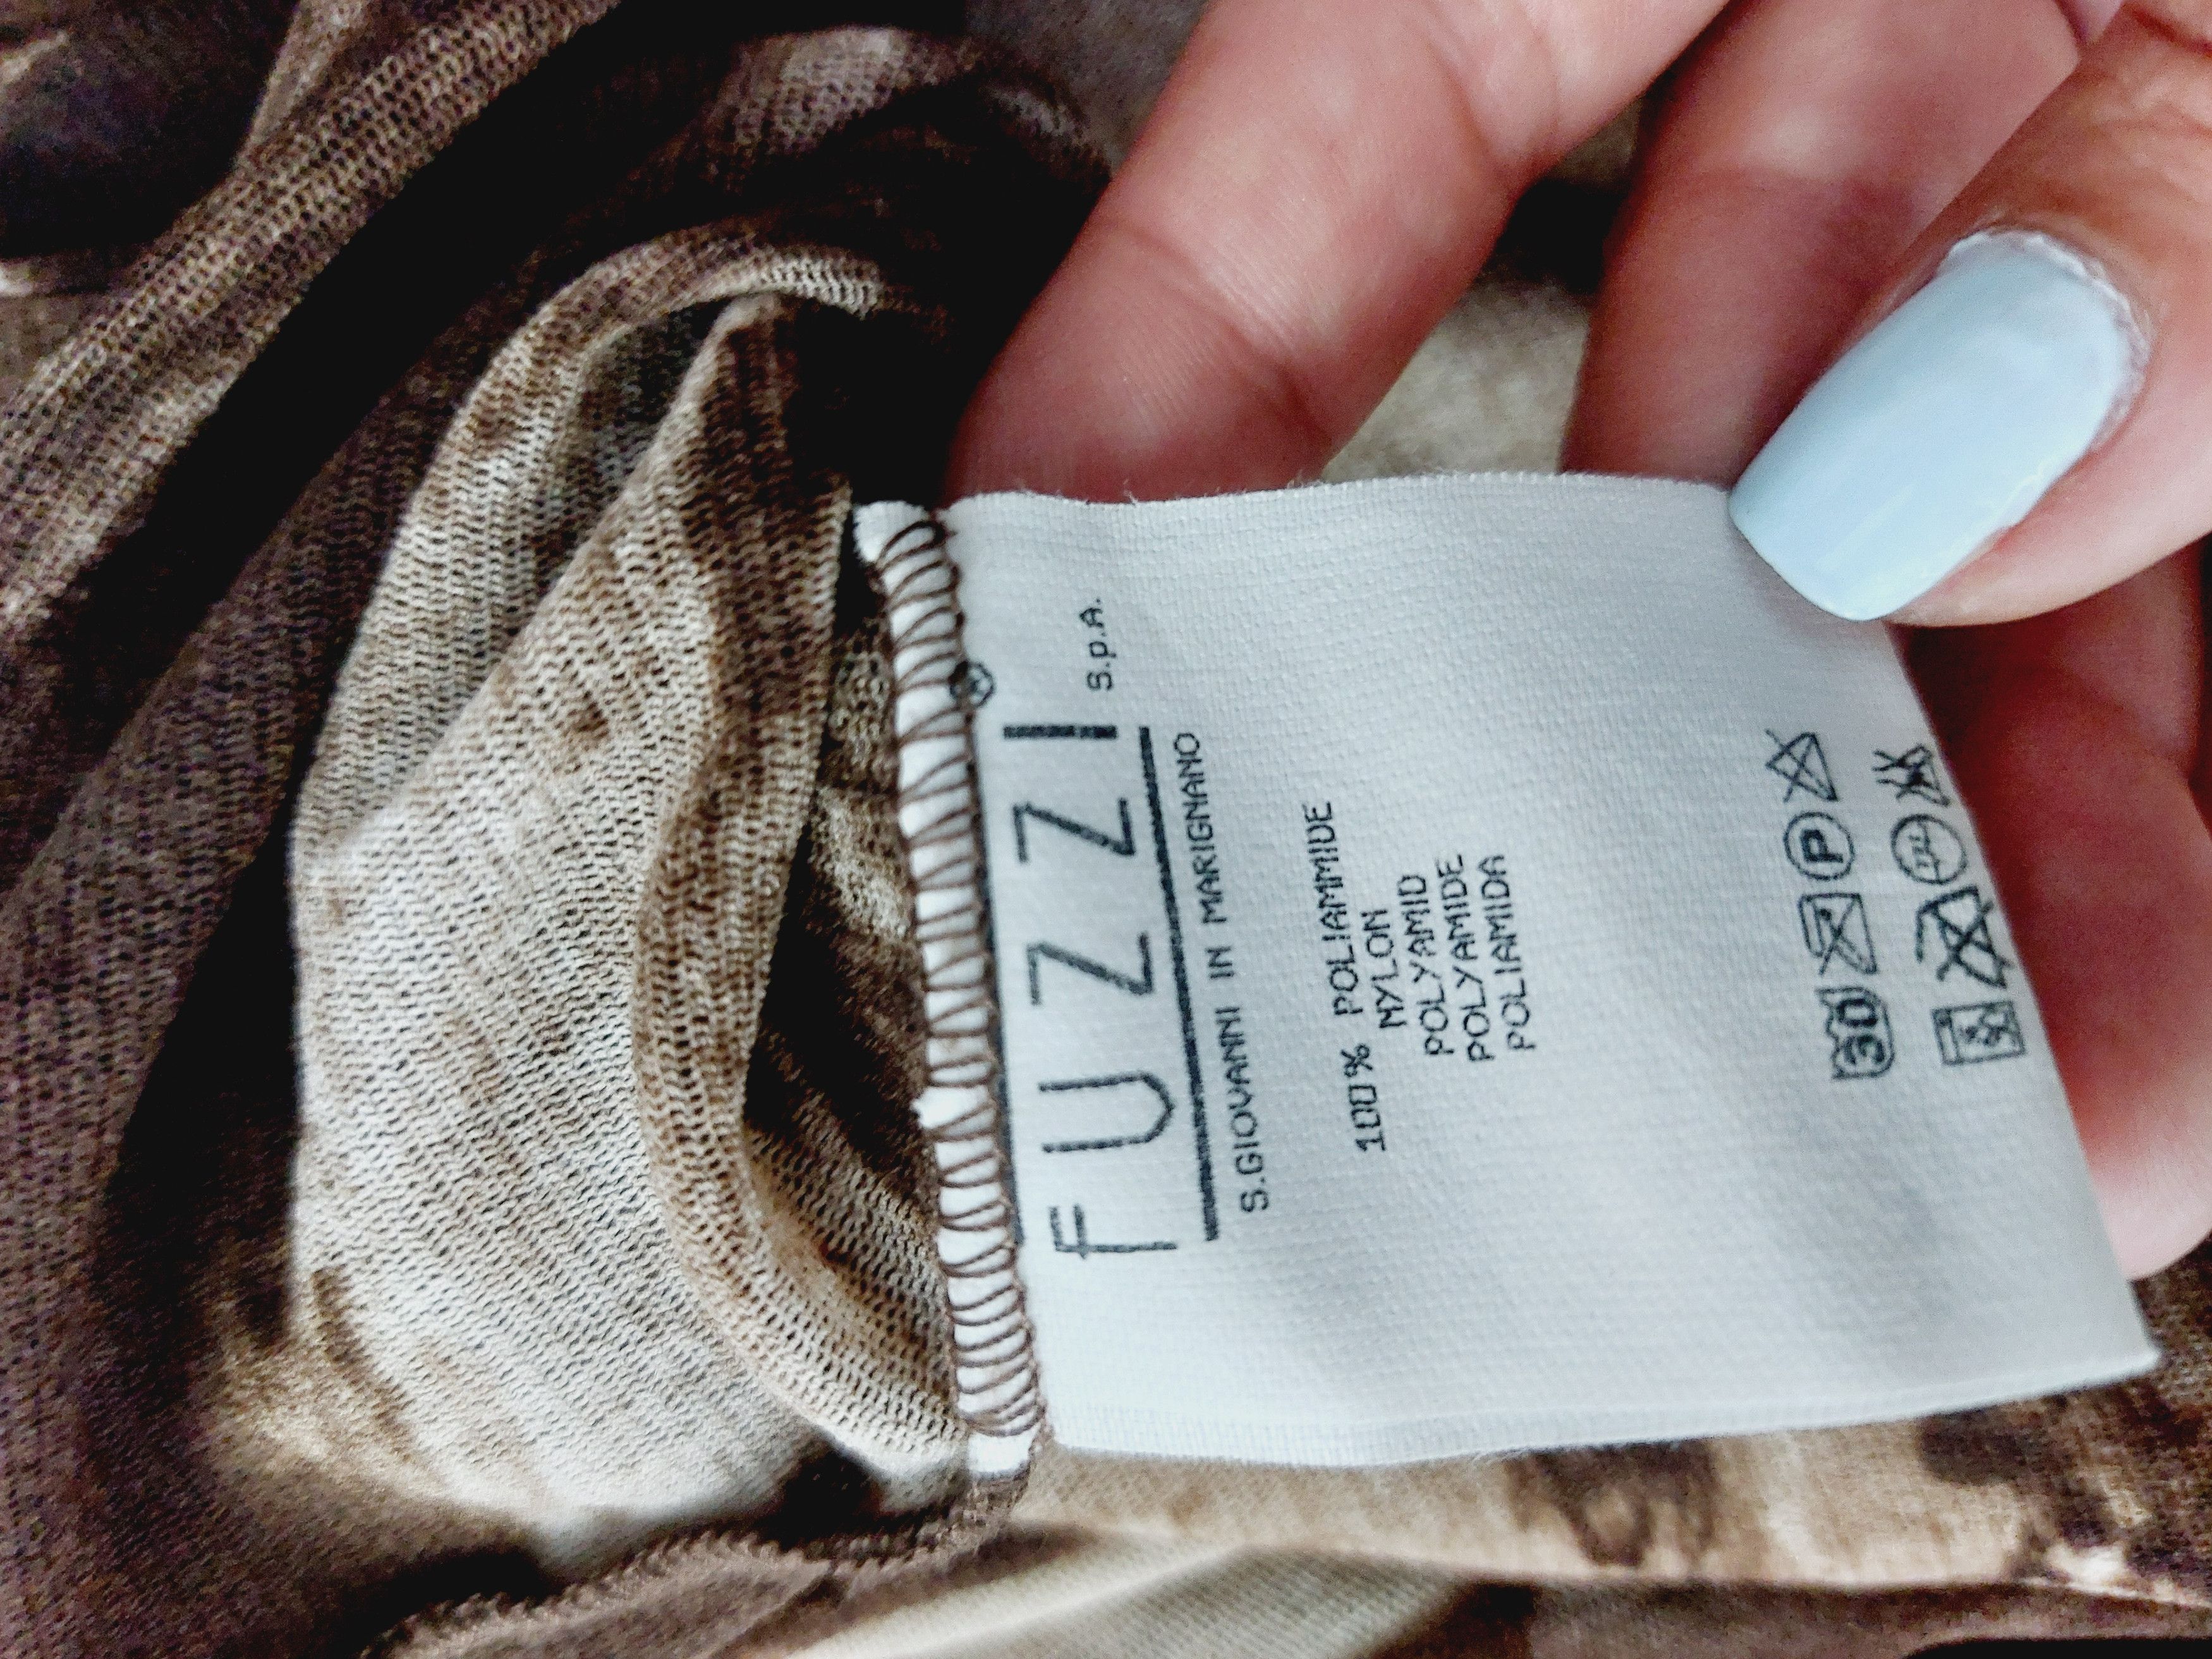 FUZZI®
S.p.A.
S.GIOVANNI IN MARIGNANO
100% POLIAMMIDE
NYLON
POLYAMID
POLYAMIDE
POLIAMIDA
30 P